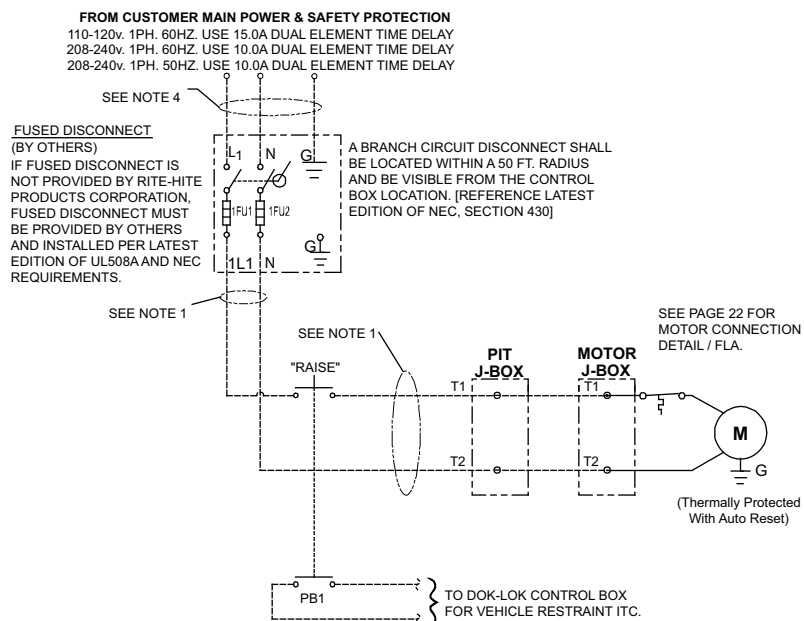 FROM CUSTOMER MAIN POWER & SAFETY PROTECTION
110-120v. 1PH. 60HZ. USE 15.0A DUAL ELEMENT TIME DELAY
208-240v. 1PH. 60HZ. USE 10.0A DUAL ELEMENT TIME DELAY
208-240v. 1PH. 50HZ. USE 10.0A DUAL ELEMENT TIME DELAY
SEE NOTE 4
FUSED DISCONNECT
(BY OTHERS)
IF FUSED DISCONNECT IS
NOT PROVIDED BY RITE-HITE
PRODUCTS CORPORATION,
FUSED DISCONNECT MUST
BE PROVIDED BY OTHERS
AND INSTALLED PER LATEST
EDITION OF UL508A AND NEC
REQUIREMENTS.
L1 N G
1FU1 1FU2
G
1L1 N
A BRANCH CIRCUIT DISCONNECT SHALL
BE LOCATED WITHIN A 50 FT. RADIUS
AND BE VISIBLE FROM THE CONTROL
BOX LOCATION. [REFERENCE LATEST
EDITION OF NEC, SECTION 430]
SEE NOTE 1
SEE NOTE 1
"RAISE"
PIT
J-BOX
MOTOR
J-BOX
SEE PAGE 22 FOR
MOTOR CONNECTION
DETAIL / FLA.
T1 T1
M
T2 T2
G
(Thermally Protected
With Auto Reset)
PB1
TO DOK-LOK CONTROL BOX
FOR VEHICLE RESTRAINT ITC.